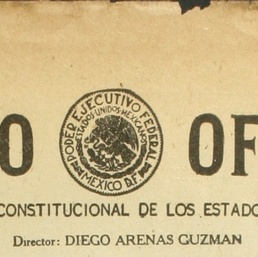 O OF
PODER EJECUTIVO FEDERAL
ESTADOS UNIDOS MEXICANOS
MEXICO D.F.
CONSTITUCIONAL DE LOS ESTADO
Director: DIEGO ARENAS GUZMAN